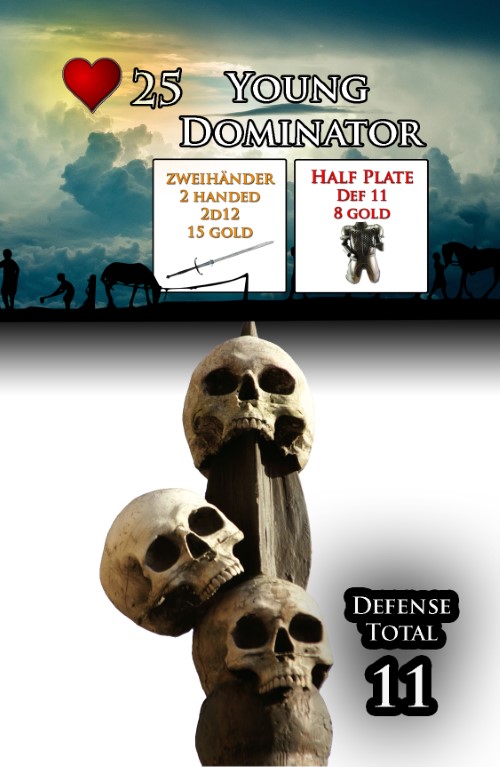 25 Young
Dominator
zweihänder
2 handed
2d12
15 gold
Half Plate
Def 11
8 gold
Defense
Total
11